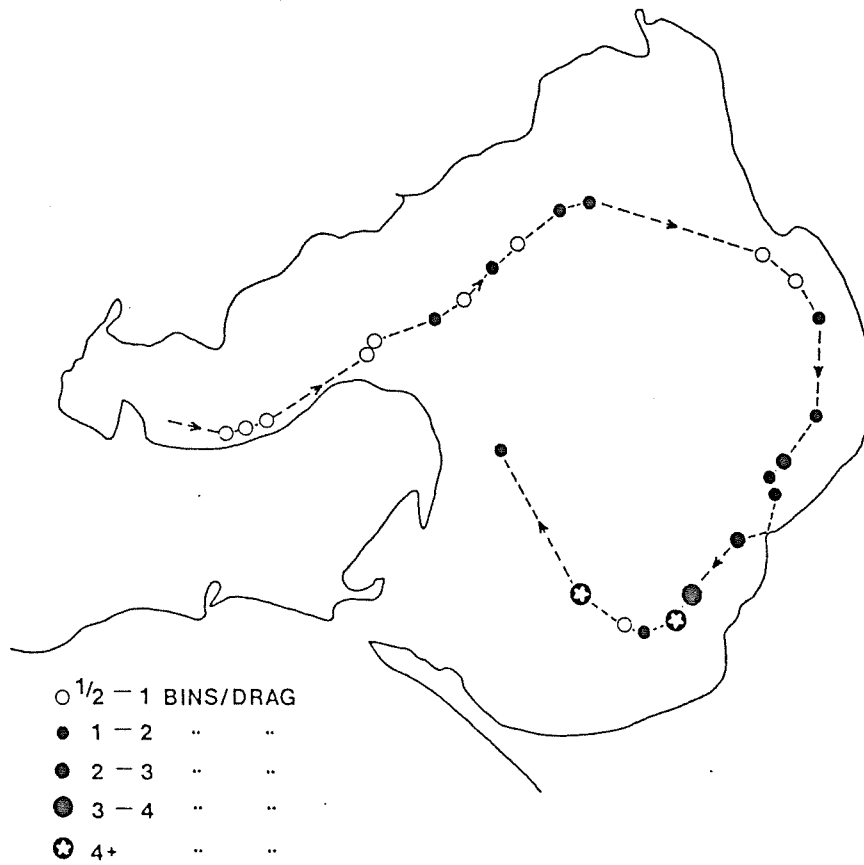 1/2 — 1 BINS/DRAG
1 — 2 " "
2 — 3 " "
3 — 4 " "
4+ " "